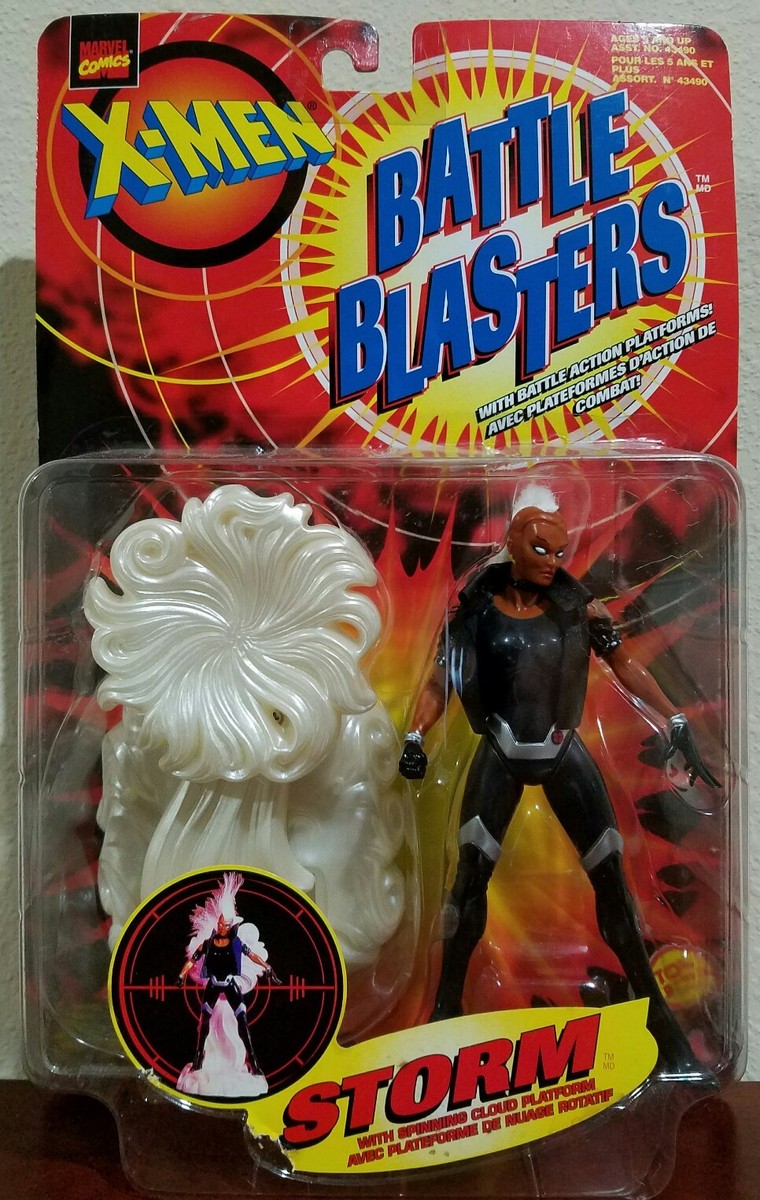 MARVEL
COMICS
X-MEN®
AGES 5 AND UP
ASST. NO. 43490
POUR LES 5 ANS ET
PLUS
ASSORT. N° 43490
BATTLE
BLASTERS
TM
MD
WITH BATTLE ACTION PLATFORMS!
AVEC PLATEFORMES D'ACTION DE
COMBAT!
STORM
TM
MD
WITH SPINNING CLOUD PLATFORM
AVEC PLATEFORME DE NUAGE ROTATIF